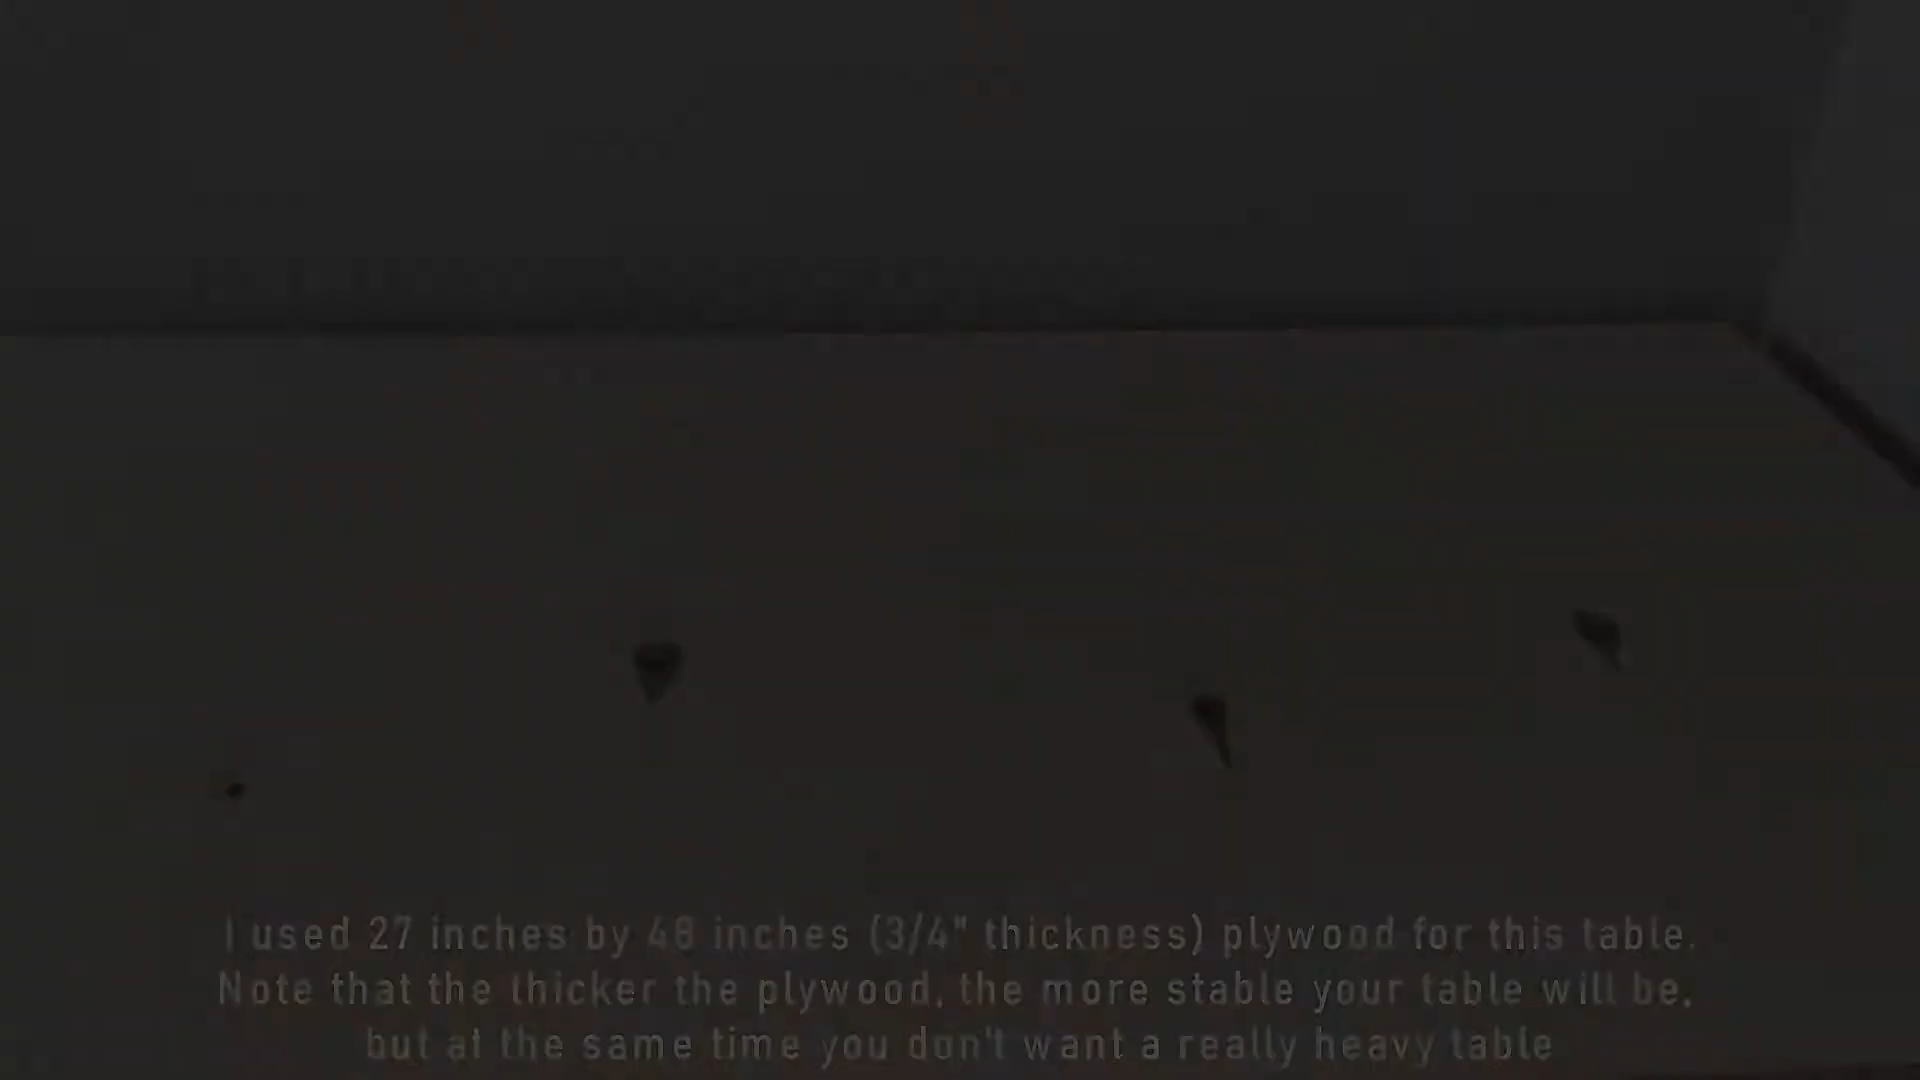 I used 27 inches by 48 inches (3/4" thickness) plywood for this table.
Note that the thicker the plywood, the more stable your table will be,
but at the same time you don't want a really heavy table